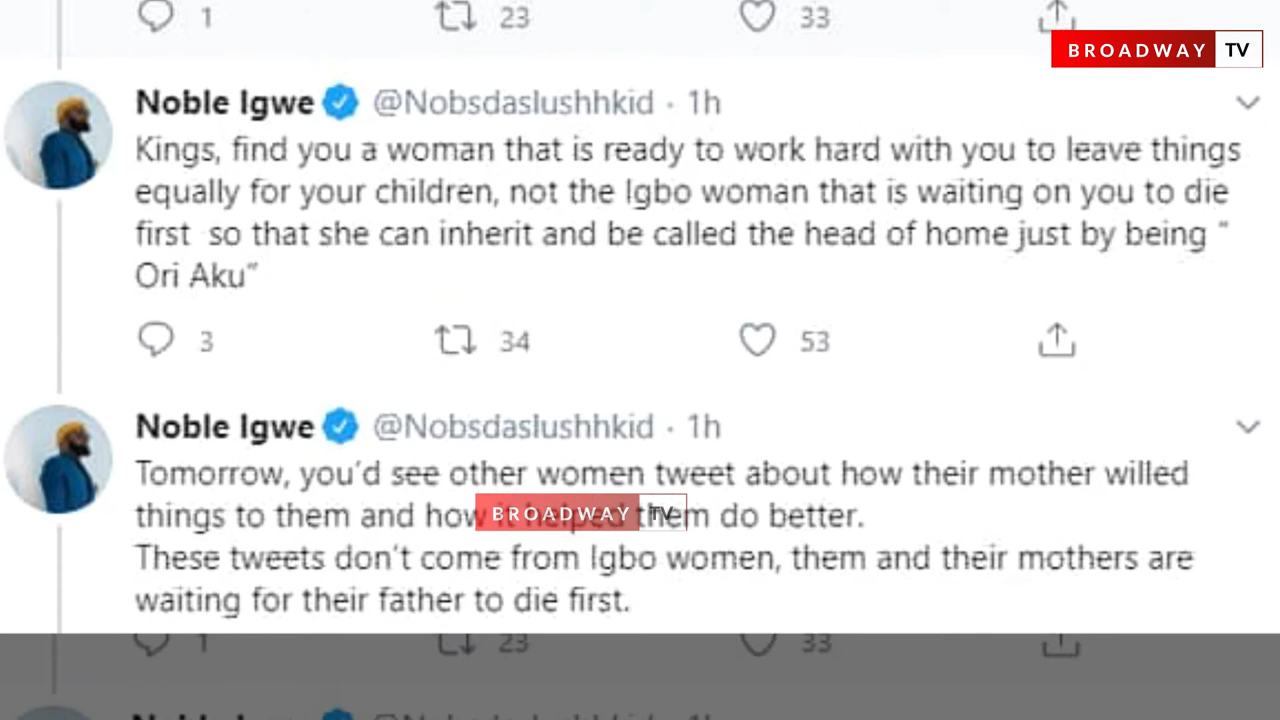 1 23 33
BROADWAY TV
Noble Igwe @Nobsdaslushhkid · 1h
Kings, find you a woman that is ready to work hard with you to leave things
equally for your children, not the Igbo woman that is waiting on you to die
first so that she can inherit and be called the head of home just by being "
Ori Aku"
3 34 53
Noble Igwe @Nobsdaslushhkid · 1h
Tomorrow, you'd see other women tweet about how their mother willed
things to them and how it helped them do better.
BROADWAY TV
These tweets don't come from Igbo women, them and their mothers are
waiting for their father to die first.
1 23 33